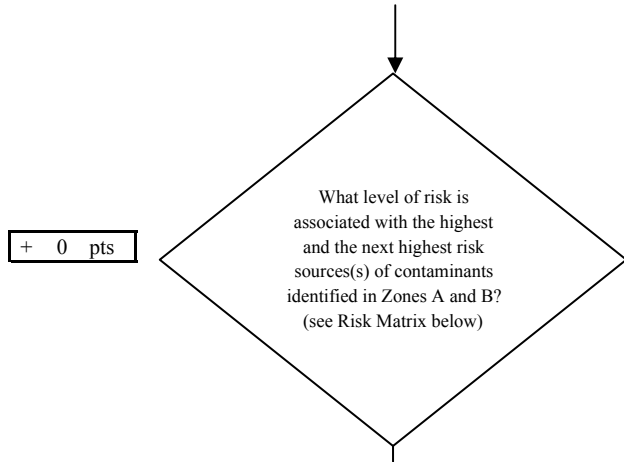 What level of risk is
associated with the highest
and the next highest risk
+ 0 pts
sources(s) of contaminants
identified in Zones A and B?
(see Risk Matrix below)